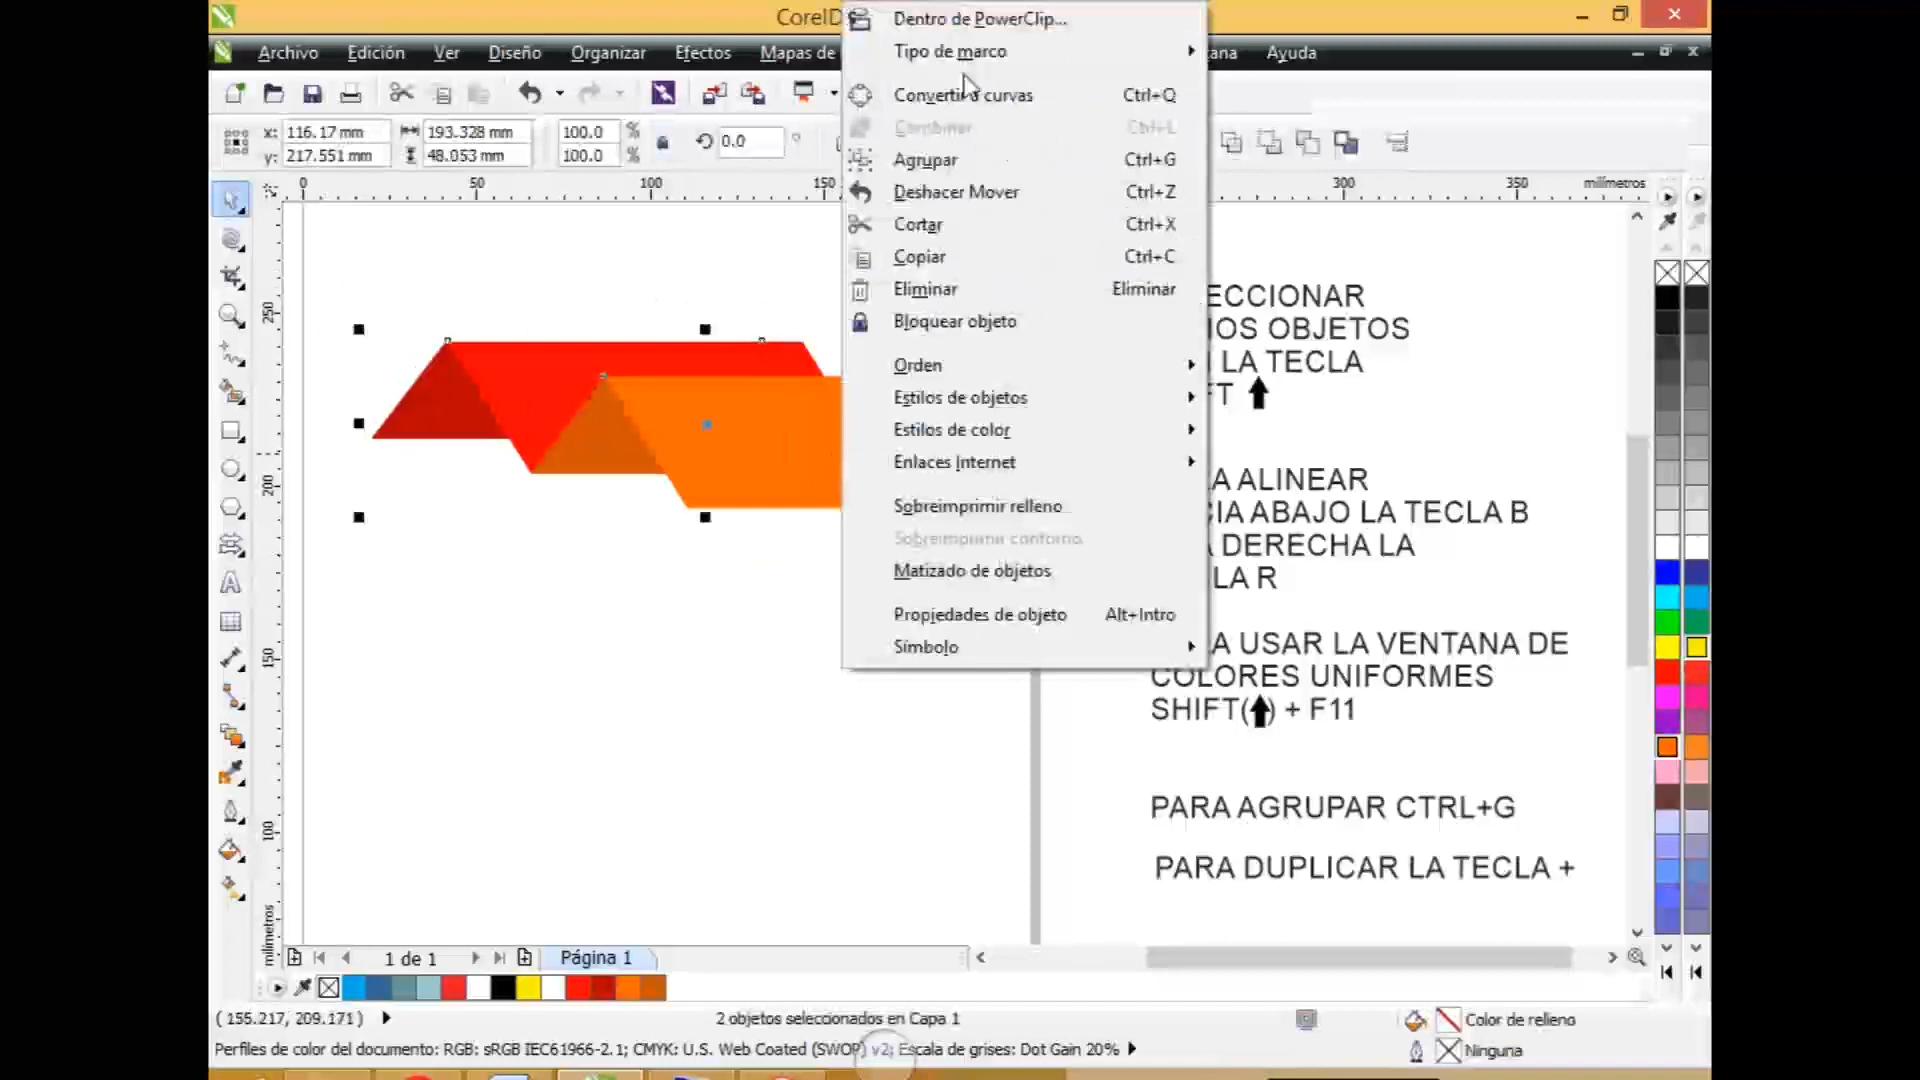 CorelD
Archivo Edición Ver Diseño Organizar Efectos Mapas de ana Ayuda
x: 116.17 mm 193.328 mm 100.0 % 0.0 °
y: 217.551 mm 48.053 mm 100.0 %
0 50 100 150 300 350 milímetros
250
200
150
100
milímetros
Dentro de PowerClip...
Tipo de marco
Convertir a curvas Ctrl+Q
Combinar Ctrl+L
Agrupar Ctrl+G
Deshacer Mover Ctrl+Z
Cortar Ctrl+X
Copiar Ctrl+C
Eliminar Eliminar
Bloquear objeto
Orden
Estilos de objetos
Estilos de color
Enlaces Internet
Sobreimprimir relleno
Sobreimprimir contorno
Matizado de objetos
Propiedades de objeto Alt+Intro
Símbolo
ECCIONAR
IOS OBJETOS
LA TECLA
FT
A ALINEAR
CIA ABAJO LA TECLA B
A DERECHA LA
LA R
A USAR LA VENTANA DE
COLORES UNIFORMES
SHIFT( ) + F11
PARA AGRUPAR CTRL+G
PARA DUPLICAR LA TECLA +
1 de 1 Página 1
( 155.217, 209.171 ) 2 objetos seleccionados en Capa 1 Color de relleno
Perfiles de color del documento: RGB: sRGB IEC61966-2.1; CMYK: U.S. Web Coated (SWOP) v2; Escala de grises: Dot Gain 20% Ninguna